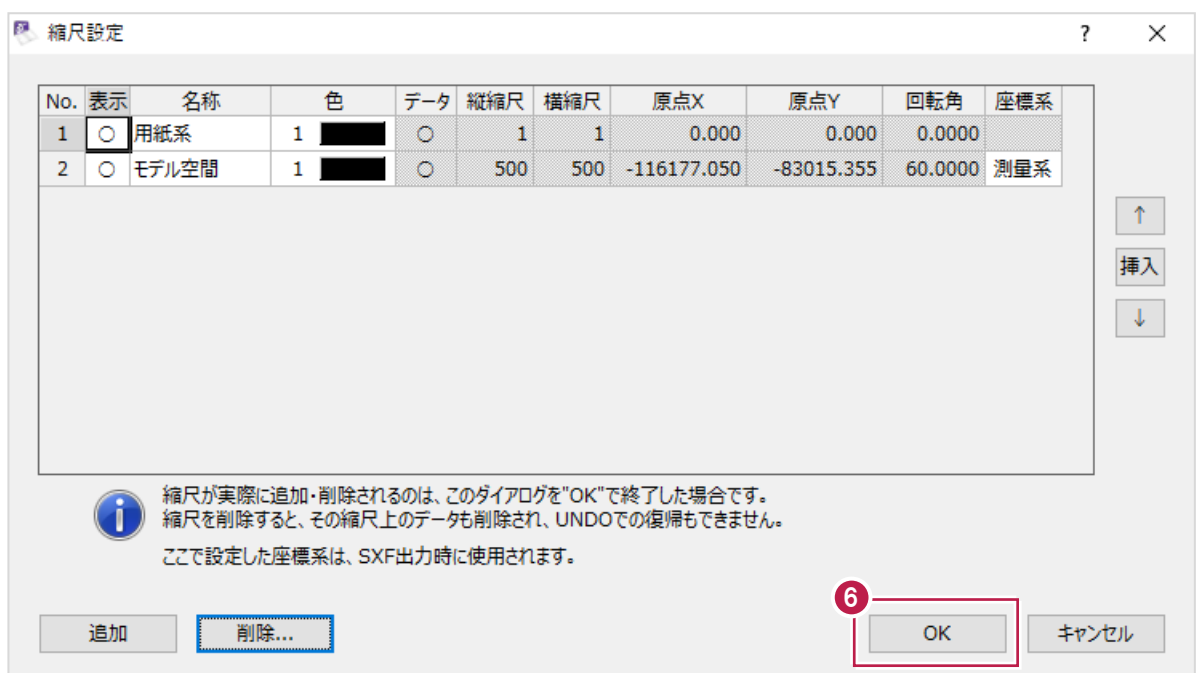 縮尺設定 ? ×
No. 表示 名称 色 データ 縦縮尺 横縮尺 原点X 原点Y 回転角 座標系
1 ○ 用紙系 1 ○ 1 1 0.000 0.000 0.0000
2 ○ モデル空間 1 ○ 500 500 -116177.050 -83015.355 60.0000 測量系
↑
挿入
↓
縮尺が実際に追加・削除されるのは、このダイアログを"OK"で終了した場合です。
縮尺を削除すると、その縮尺上のデータも削除され、UNDOでの復帰もできません。
ここで設定した座標系は、SXF出力時に使用されます。
6
追加 削除... OK キャンセル